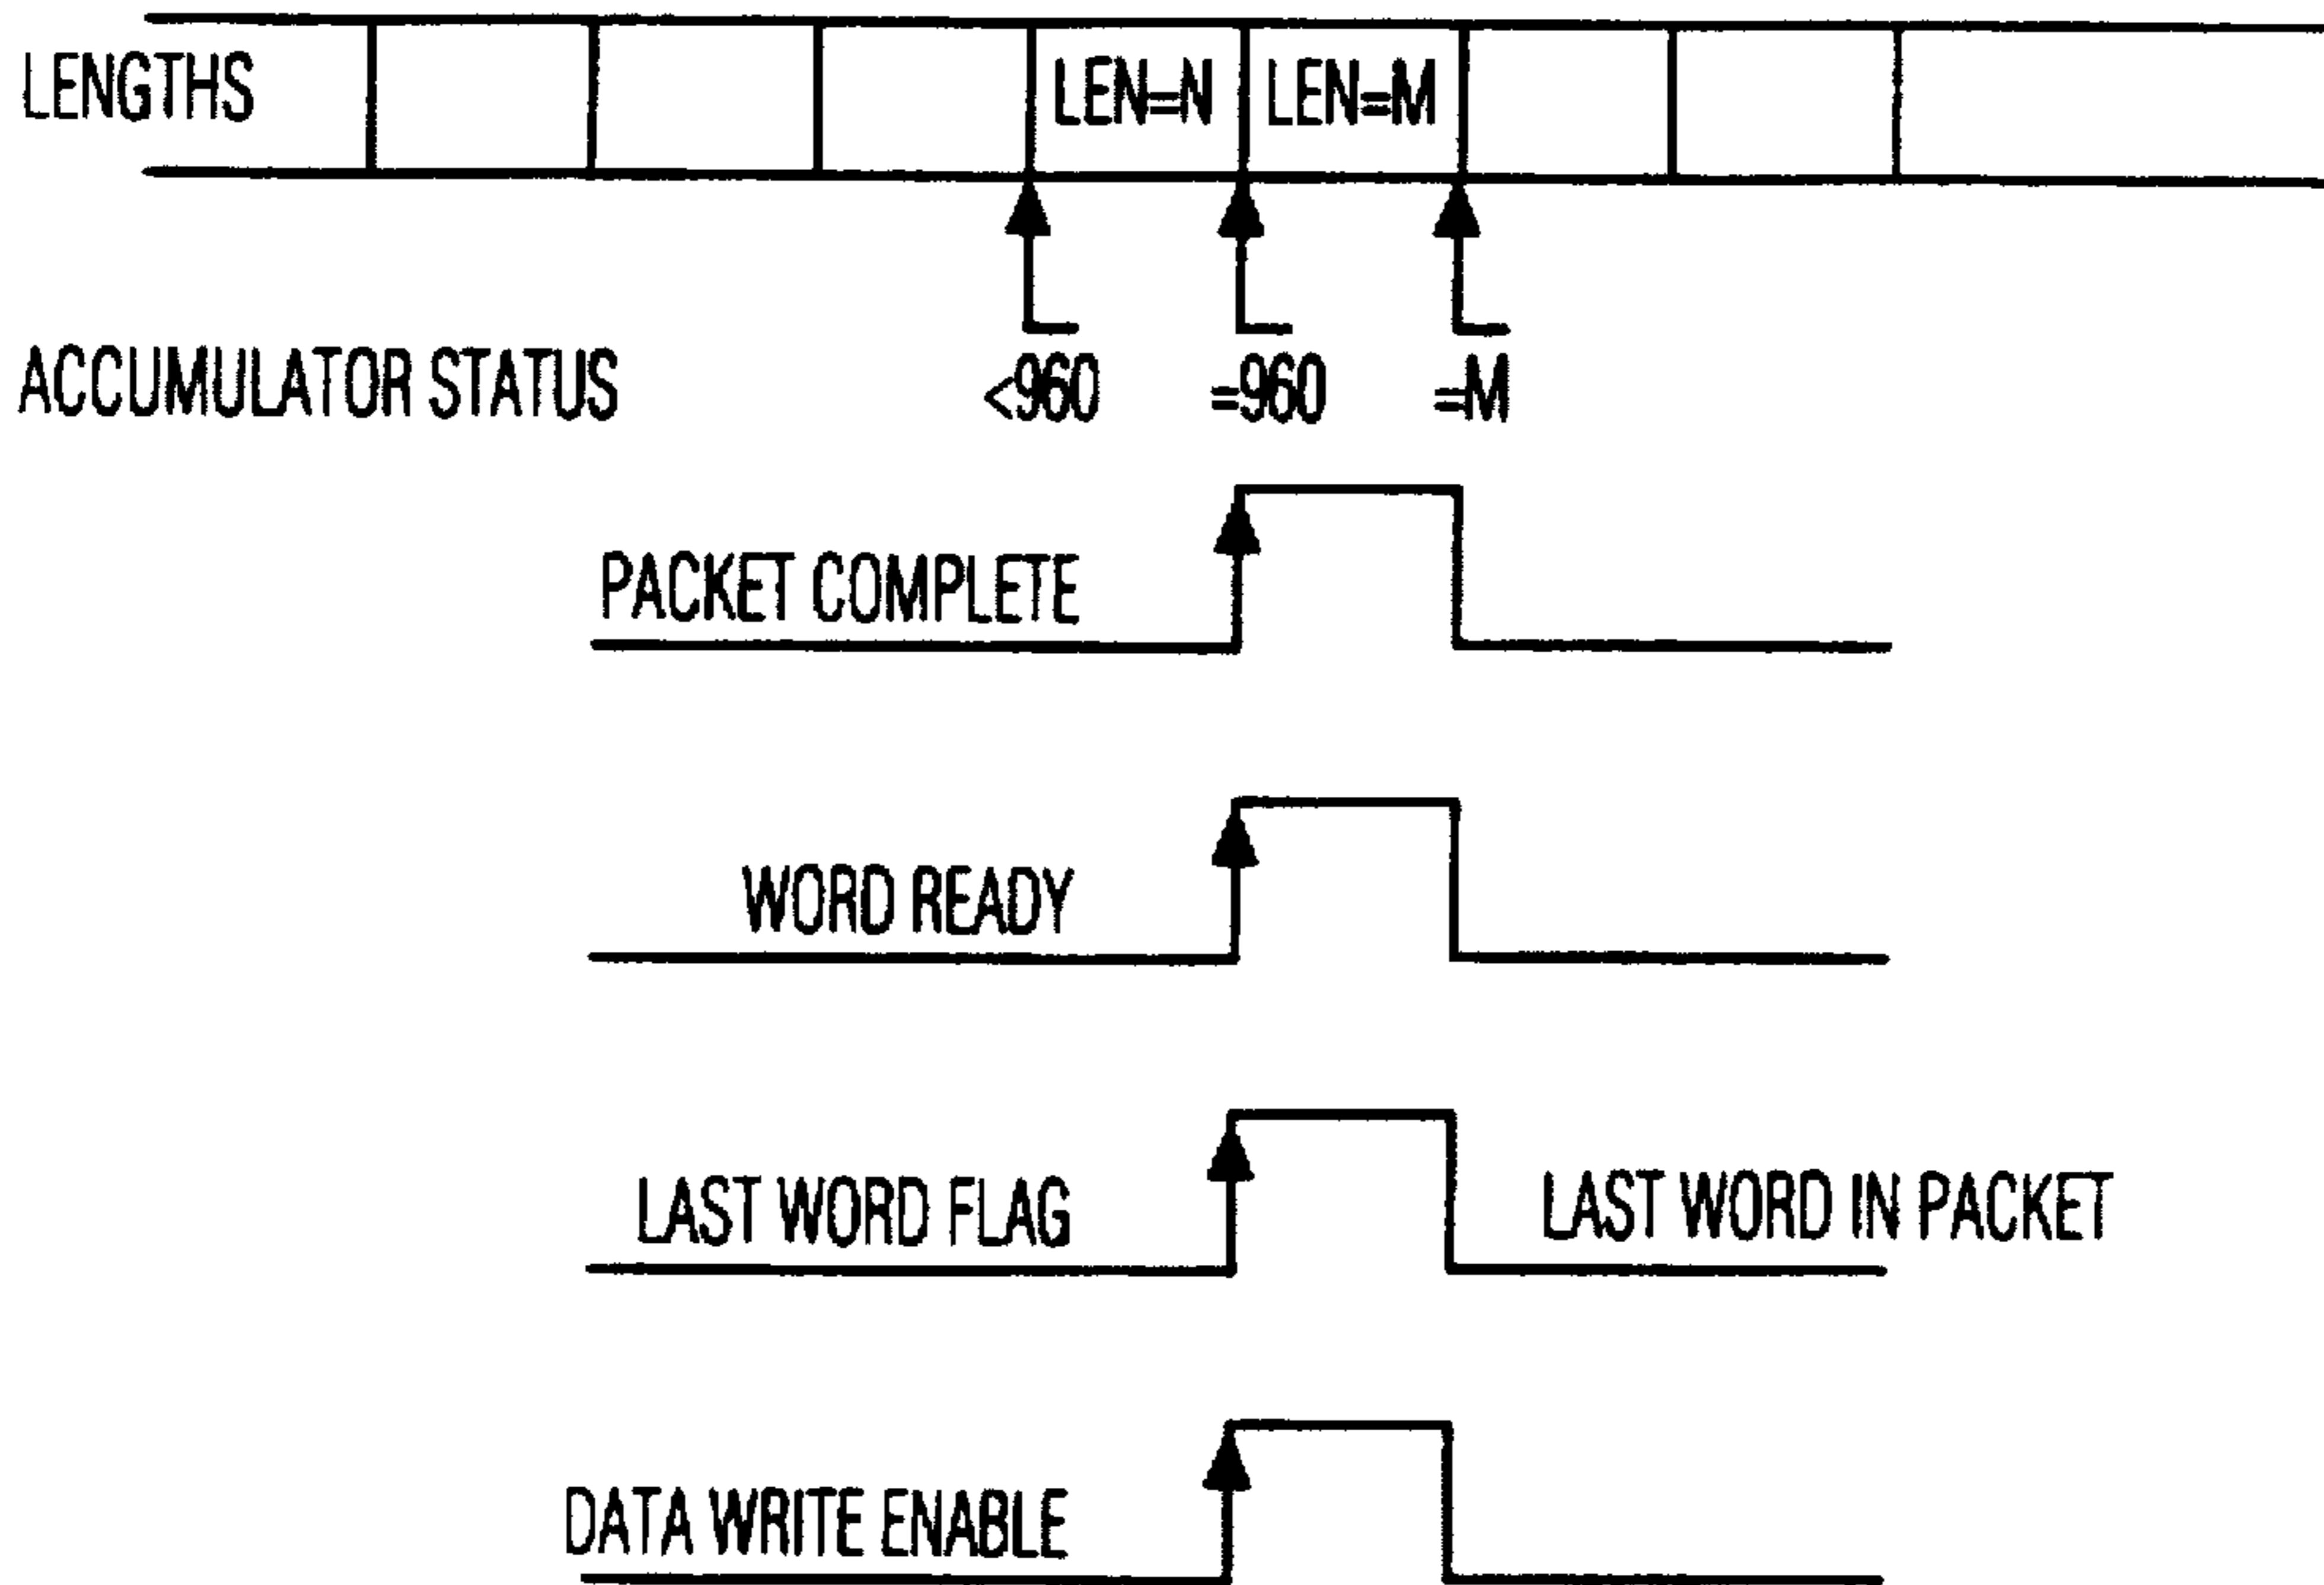 LENGTHS LEN=N LEN=M
ACCUMULATOR STATUS <960 =960 =M
PACKET COMPLETE
WORD READY
LAST WORD FLAG LAST WORD IN PACKET
DATA WRITE ENABLE